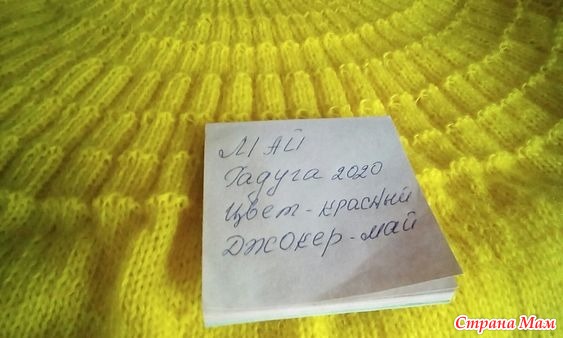 МАЙ
Радуга 2020
Цвет - красный
Джокер - май
Страна Мам